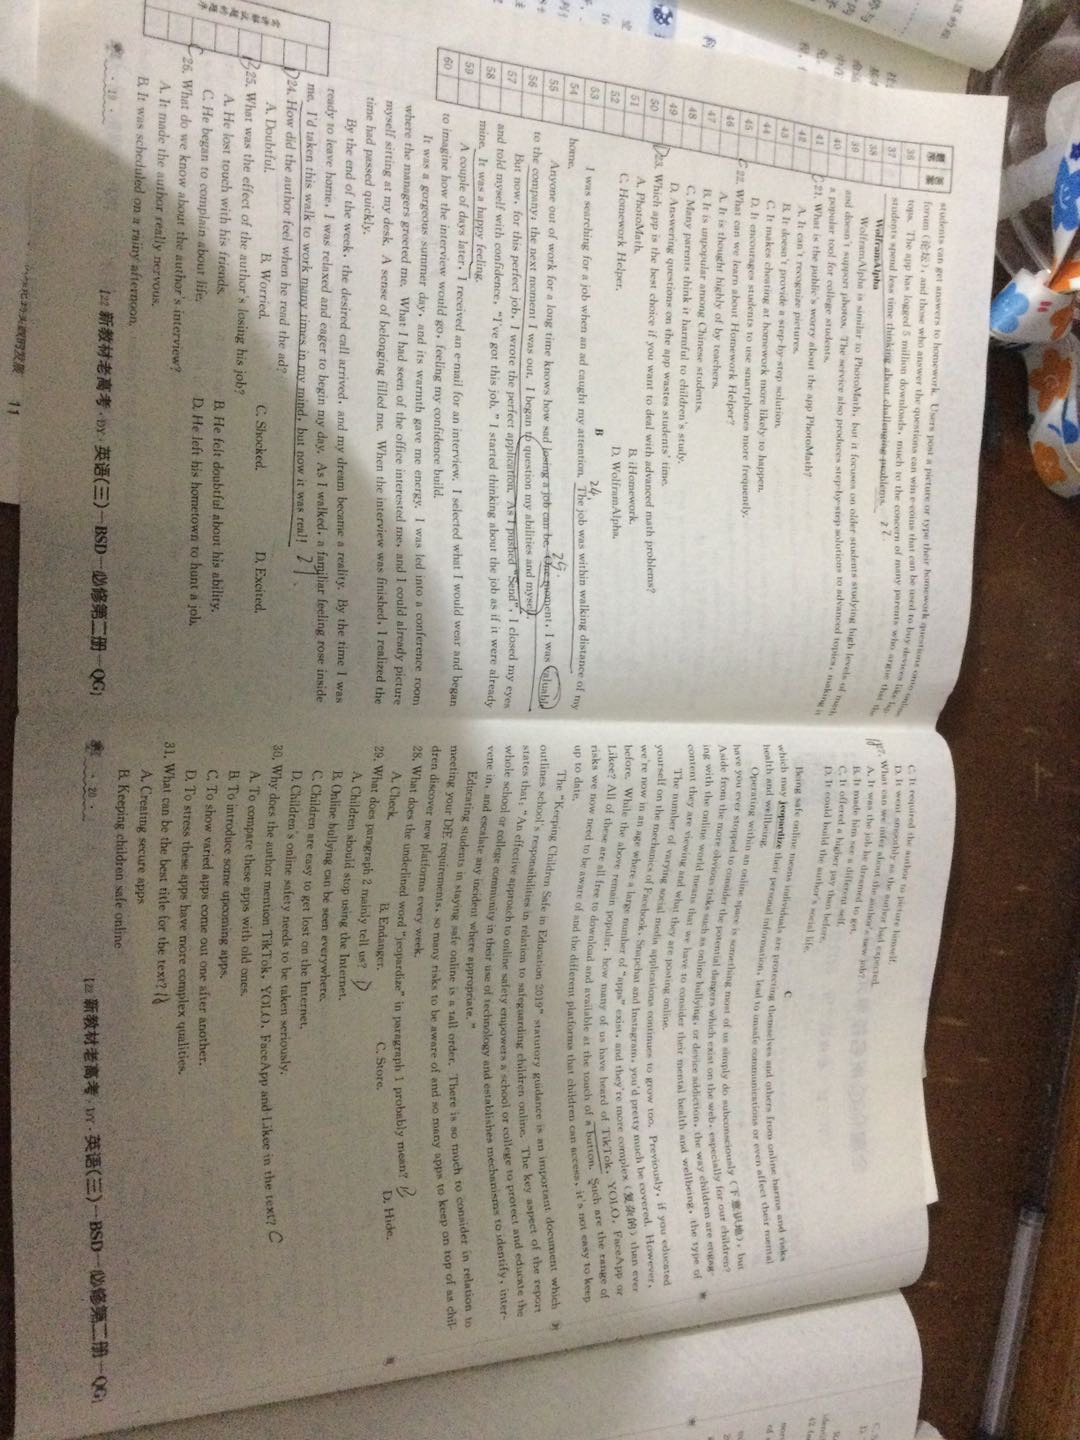 students can get answers to homework. Users post a picture or type their homework questions onto online
forum (论坛), and those who answer the questions can win e-coins that can be used to buy devices like lap-
tops. The app has logged 5 million downloads, much to the concern of many parents who argue that the
students spend less time thinking about challenging problems. 22
WolframAlpha
WolframAlpha is similar to PhotoMath, but it focuses on older students studying high levels of math
and doesn't support photos. The service also produces step-by-step solutions to advanced topics, making it
a popular tool for college students.
21. What is the public's worry about the app PhotoMath?
A. It can't recognize pictures.
B. It doesn't provide a step-by-step solution.
C. It makes cheating at homework more likely to happen.
D. It encourages students to use smartphones more frequently.
C 22. What can we learn about Homework Helper?
A. It is thought highly of by teachers.
B. It is unpopular among Chinese students.
C. Many parents think it harmful to children's study.
D. Answering questions on the app wastes students' time.
D 23. Which app is the best choice if you want to deal with advanced math problems?
A. PhotoMath.
B. iHomework.
C. Homework Helper.
D. WolframAlpha.
B
24.
I was searching for a job when an ad caught my attention. The job was within walking distance of my
home.
Anyone out of work for a long time knows how sad losing a job can be. One moment, I was valuable
to the company; the next moment I was out. I began to question my abilities and myself.
But now, for this perfect job, I wrote the perfect application. As I pushed "Send", I closed my eyes
and told myself with confidence, "I've got this job." I started thinking about the job as if it were already
mine. It was a happy feeling.
A couple of days later, I received an e-mail for an interview. I selected what I would wear and began
to imagine how the interview would go, feeling my confidence build.
It was a gorgeous summer day, and its warmth gave me energy. I was led into a conference room
where the managers greeted me. What I had seen of the office interested me, and I could already picture
myself sitting at my desk. A sense of belonging filled me. When the interview was finished, I realized the
time had passed quickly.
By the end of the week, the desired call arrived, and my dream became a reality. By the time I was
ready to leave home, I was relaxed and eager to begin my day. As I walked, a familiar feeling rose inside
me. I'd taken this walk to work many times in my mind, but now it was real!
D 24. How did the author feel when he read the ad?
A. Doubtful. B. Worried. C. Shocked. D. Excited.
B 25. What was the effect of the author's losing his job?
A. He lost touch with his friends. B. He felt doubtful about his ability.
C. He began to complain about life. D. He left his hometown to hunt a job.
C 26. What do we know about the author's interview?
A. It made the author really nervous.
B. It was scheduled on a rainy afternoon.
· 19 ·
【22 新教材老高考 · DY · 英语(三)—BSD—必修第二册—QG】
11
答案
36
37
38
39
40
41
42
43
44
45
46
47
48
49
50
51
52
53
54
55
56
57
58
59
60
C. It required the author to picture himself.
D. It went smoothly as the author had expected.
27. What can we infer about the author's new job?
A. It was the job he dreamed to get.
B. It made him see a different self.
C. It offered a higher pay than before.
D. It could build the author's social life.
C
Being safe online means individuals are protecting themselves and others from online harms and risks
which may jeopardize their personal information, lead to unsafe communications or even affect their mental
health and wellbeing.
Operating within an online space is something most of us simply do subconsciously (下意识地), but
have you ever stopped to consider the potential dangers which exist on the web, especially for our children?
Aside from the more obvious risks such as online bullying, or device addiction, the way children are engag-
ing with the online world means that we have to consider their mental health and wellbeing, the type of
content they are viewing and what they are posting online.
The number of varying social media applications continues to grow too. Previously, if you educated
yourself on the mechanics of Facebook, Snapchat and Instagram, you'd pretty much be covered. However,
we're now in an age where a large number of "apps" exist, and they're more complex (复杂的) than ever
before. While the above remain popular, how many of us have heard of TikTok, YOLO, FaceApp or
Likee? All of these are all free to download and available at the touch of a button. Such are the range of
risks we now need to be aware of and the different platforms that children can access, it's not easy to keep
up to date.
The "Keeping Children Safe in Education 2019" statutory guidance is an important document which
outlines school's responsibilities in relation to safeguarding children online. The key aspect of the report
states that: "An effective approach to online safety empowers a school or college to protect and educate the
whole school or college community in their use of technology and establishes mechanisms to identify, inter-
vene in, and escalate any incident where appropriate."
Educating students in staying safe online is a tall order. There is so much to consider in relation to
meeting your DfE requirements, so many risks to be aware of and so many apps to keep on top of as chil-
dren discover new platforms every week.
28. What does the underlined word "jeopardize" in paragraph 1 probably mean? B
A. Check. B. Endanger. C. Store. D. Hide.
29. What does paragraph 2 mainly tell us? D
A. Children should stop using the Internet.
B. Online bullying can be seen everywhere.
C. Children are easy to get lost on the Internet.
D. Children's online safety needs to be taken seriously.
30. Why does the author mention TikTok, YOLO, FaceApp and Likee in the text? C
A. To compare these apps with old ones.
B. To introduce some upcoming apps.
C. To show varied apps come out one after another.
D. To stress these apps have more complex qualities.
31. What can be the best title for the text? B
A. Creating secure apps
B. Keeping children safe online
· 20 ·
【22 新教材老高考 · DY · 英语(三)—BSD—必修第二册—QG】